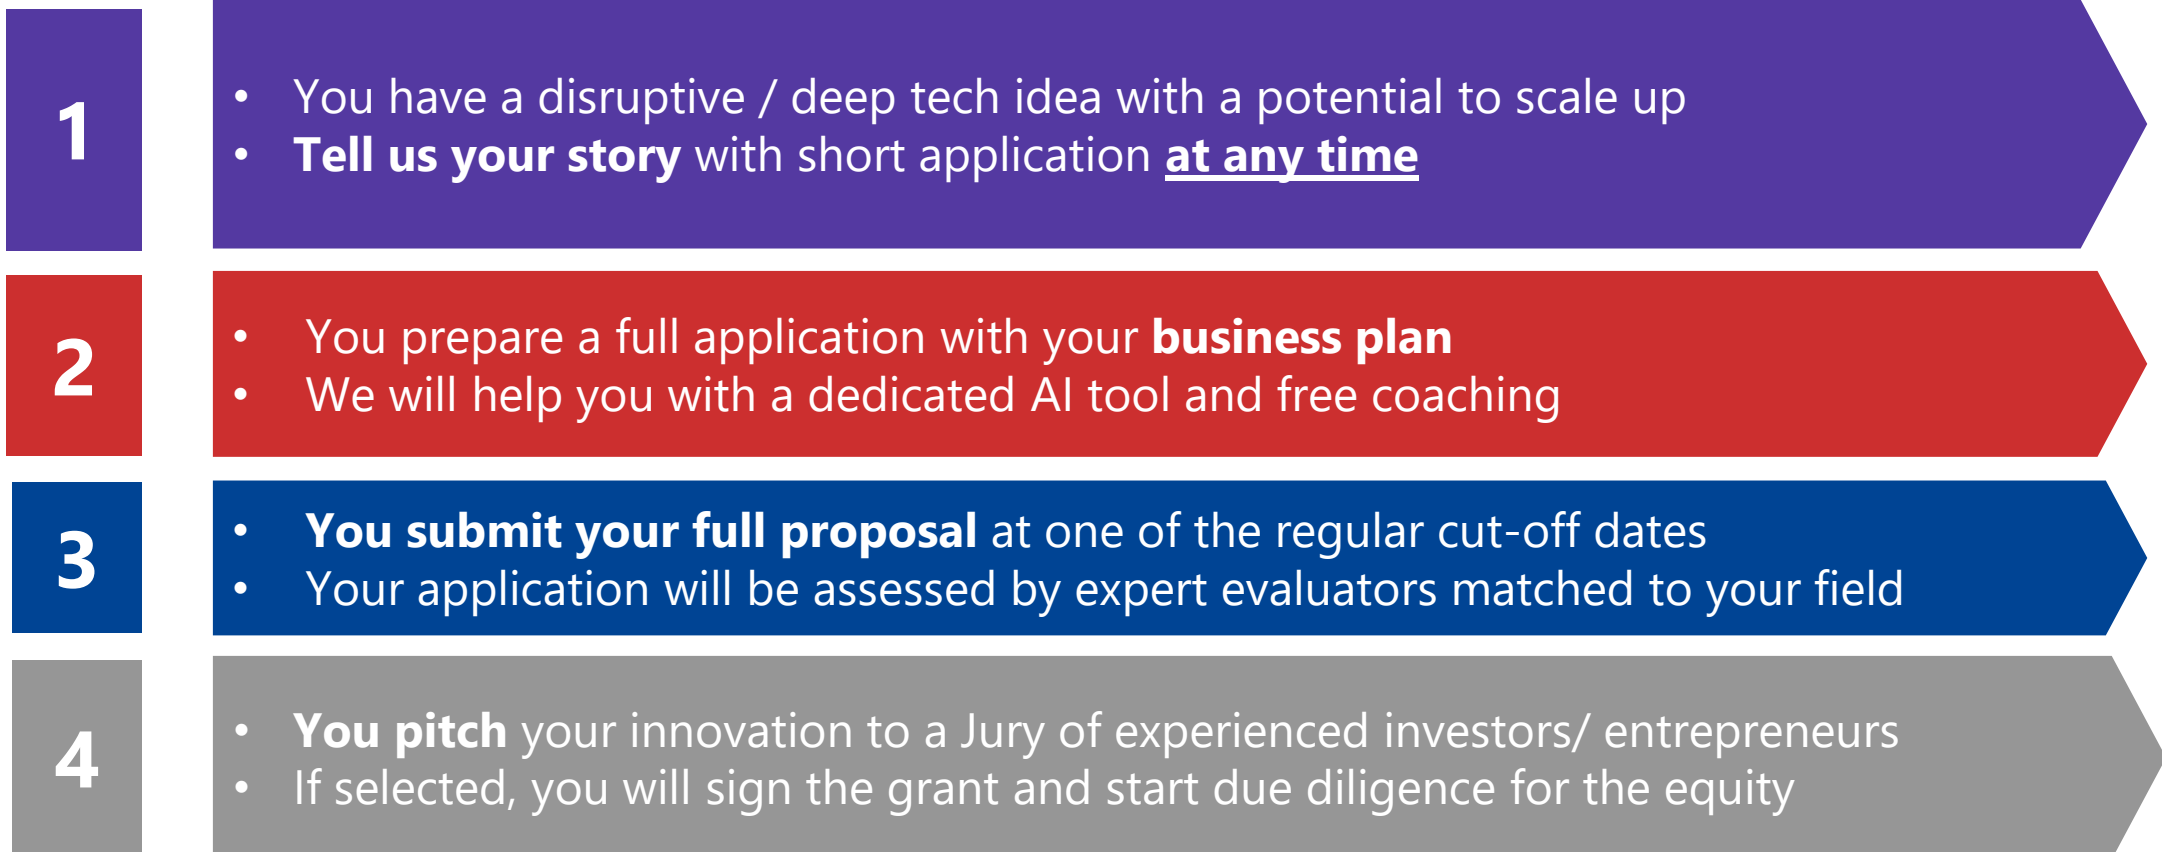 1
• You have a disruptive / deep tech idea with a potential to scale up
• Tell us your story with short application at any time
2
• You prepare a full application with your business plan
• We will help you with a dedicated AI tool and free coaching
3
• You submit your full proposal at one of the regular cut-off dates
• Your application will be assessed by expert evaluators matched to your field
4
• You pitch your innovation to a Jury of experienced investors/ entrepreneurs
• If selected, you will sign the grant and start due diligence for the equity